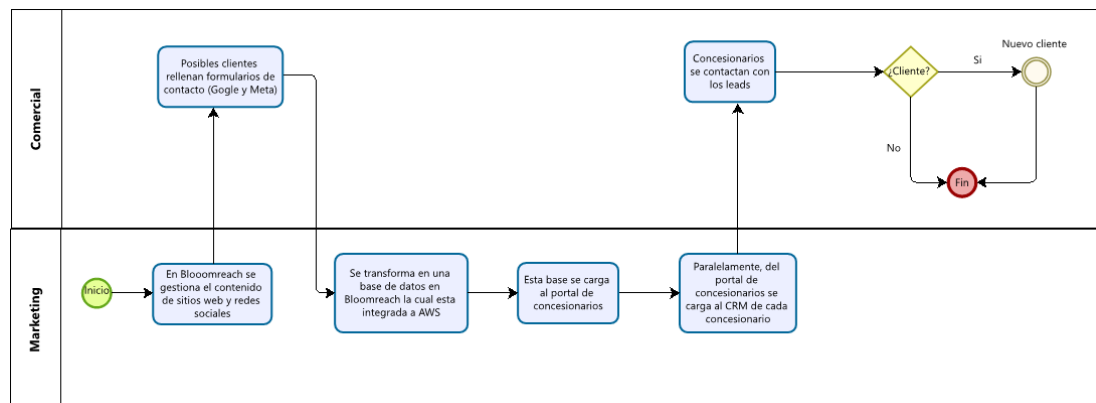 Comercial
Posibles clientes
rellenan formularios de
contacto (Gogle y Meta)
Concesionarios
se contactan con
los leads
¿Cliente?
Si
Nuevo cliente
No
Fin
Marketing
Inicio
En Blooomreach se
gestiona el contenido
de sitios web y redes
sociales
Se transforma en una
base de datos en
Bloomreach la cual esta
integrada a AWS
Esta base se carga
al portal de
concesionarios
Paralelamente, del
portal de
concesionarios se
carga al CRM de cada
concesionario